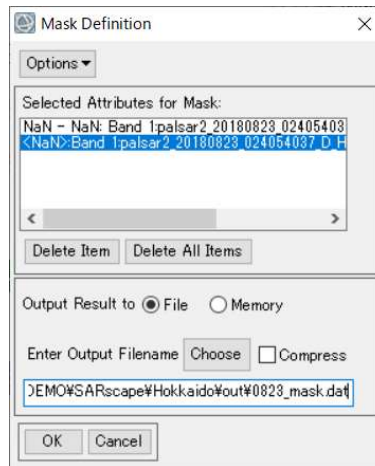 Mask Definition
Options
Selected Attributes for Mask:
NaN - NaN: Band 1:palsar2_20180823_02405403
<NaN>:Band 1:palsar2_20180823_024054037_D_H
Delete Item Delete All Items
Output Result to File Memory
Enter Output Filename Choose Compress
DEMO¥SARscape¥Hokkaido¥out¥0823_mask.dat
OK Cancel